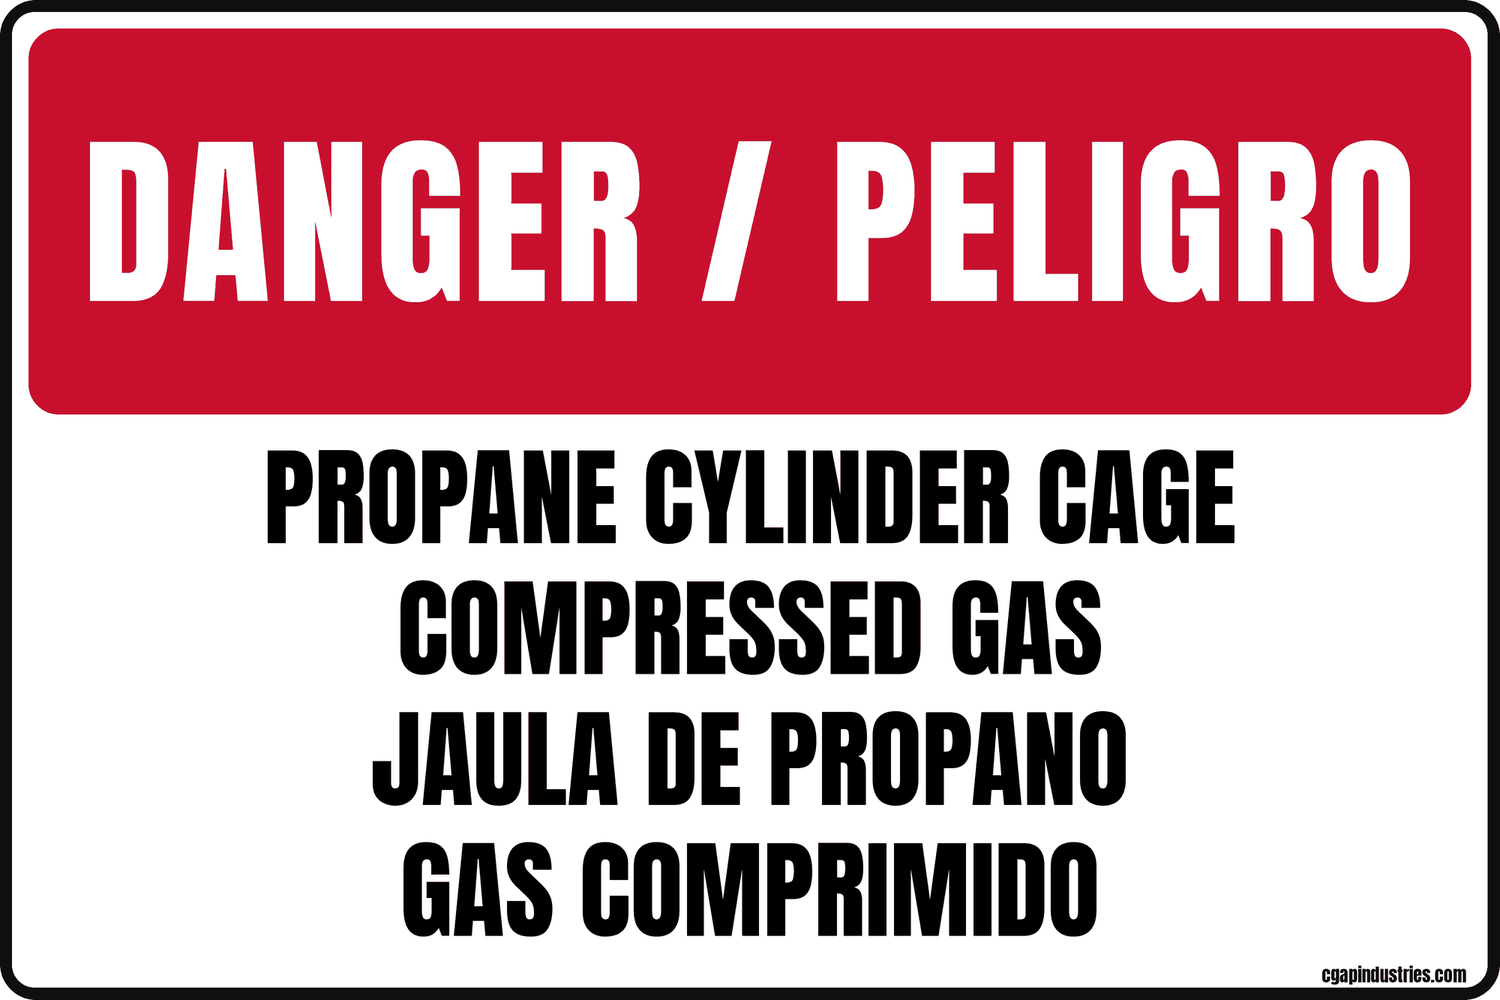 DANGER / PELIGRO
PROPANE CYLINDER CAGE
COMPRESSED GAS
JAULA DE PROPANO
GAS COMPRIMIDO
cgapindustries.com